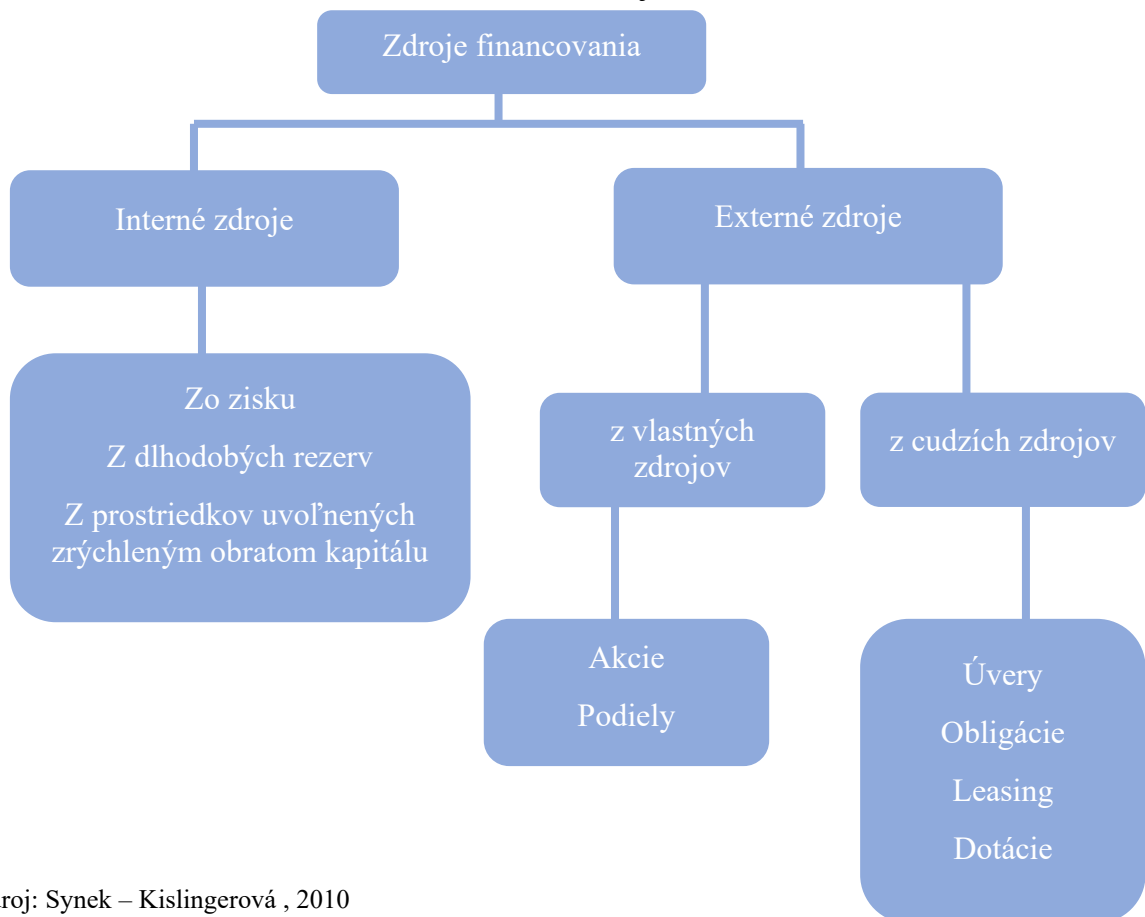 Zdroje financovania
Interné zdroje
Externé zdroje
Zo zisku
Z dlhodobých rezerv
Z prostriedkov uvoľnených
zrýchleným obratom kapitálu
z vlastných
zdrojov
z cudzích zdrojov
Akcie
Podiely
Úvery
Obligácie
Leasing
Dotácie
roj: Synek – Kislingerová , 2010